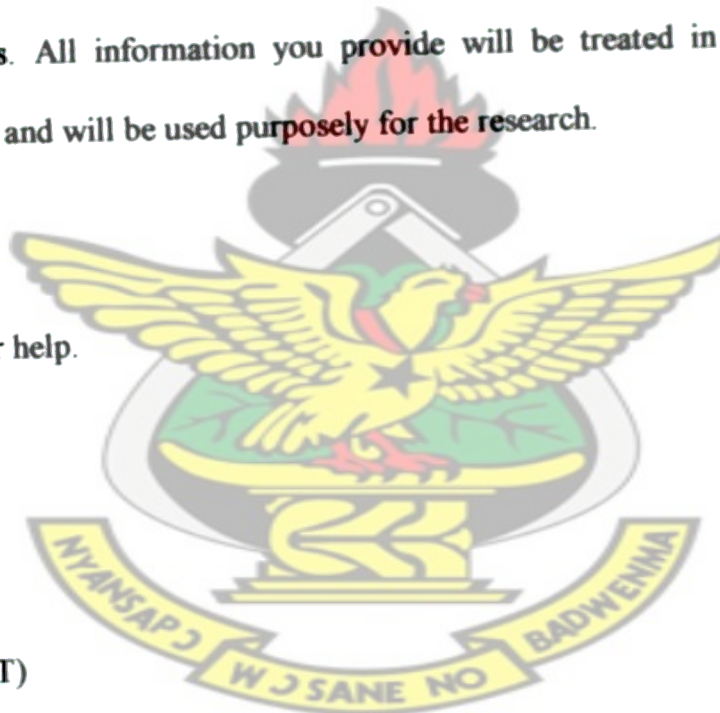 s. All information you provide will be treated in
and will be used purposely for the research.
r help.
NYANSAPƆ WƆSANE NO BADWENMA
T)